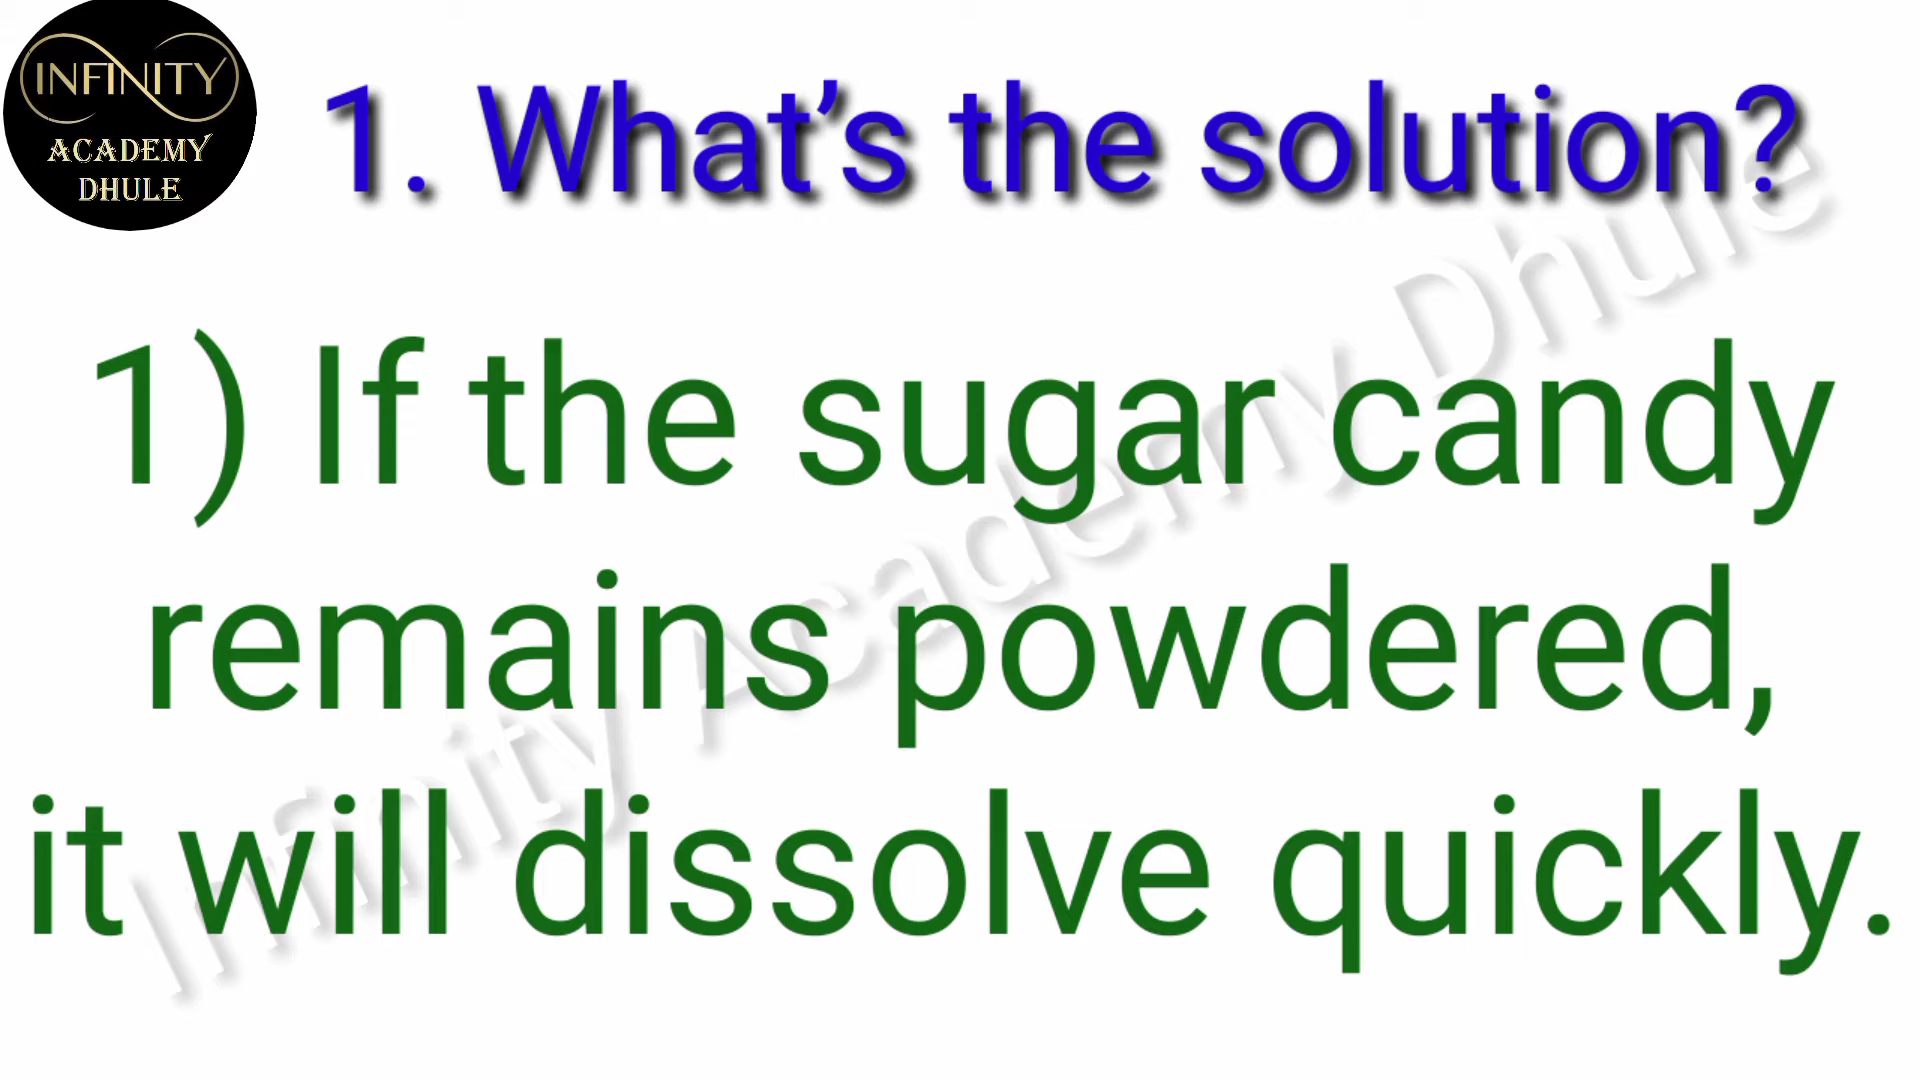 INFINITY
ACADEMY
DHULE
1. What’s the solution?
1) If the sugar candy
remains powdered,
it will dissolve quickly.
Infinity Academy Dhule